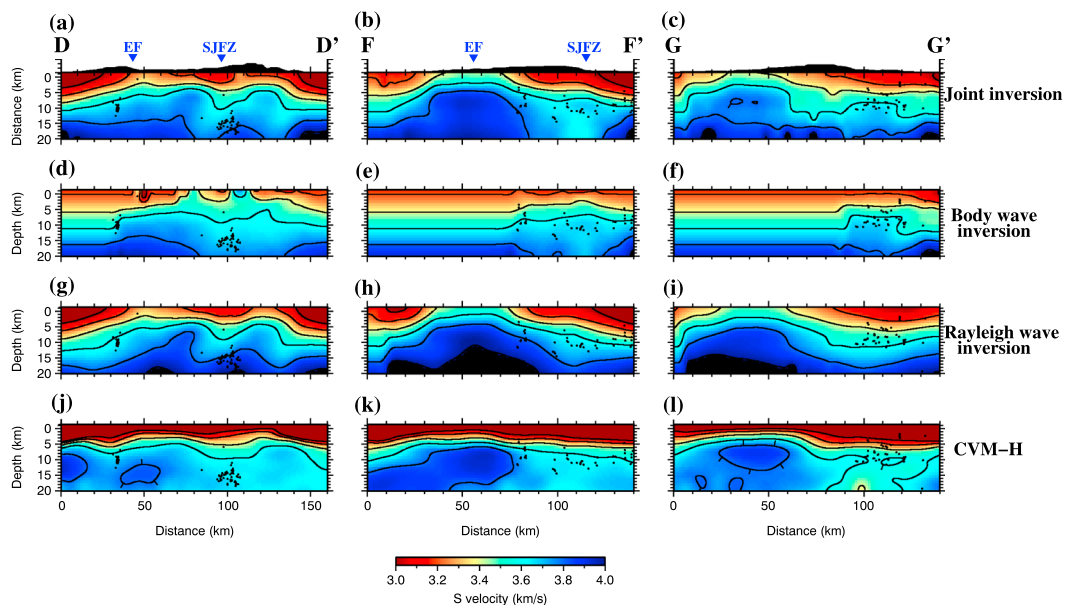 (a) (b) (c)
D EF SJFZ D’ F EF SJFZ F’ G G’
Distance (km)
0
5
10
15
20
Joint inversion
(d) (e) (f)
Depth (km)
0
5
10
15
20
Body wave
inversion
(g) (h) (i)
Depth (km)
0
5
10
15
20
Rayleigh wave
inversion
(j) (k) (l)
Depth (km)
0
5
10
15
20
CVM–H
0 50 100 150 0 50 100 0 50 100
Distance (km) Distance (km) Distance (km)
3.0 3.2 3.4 3.6 3.8 4.0
S velocity (km/s)